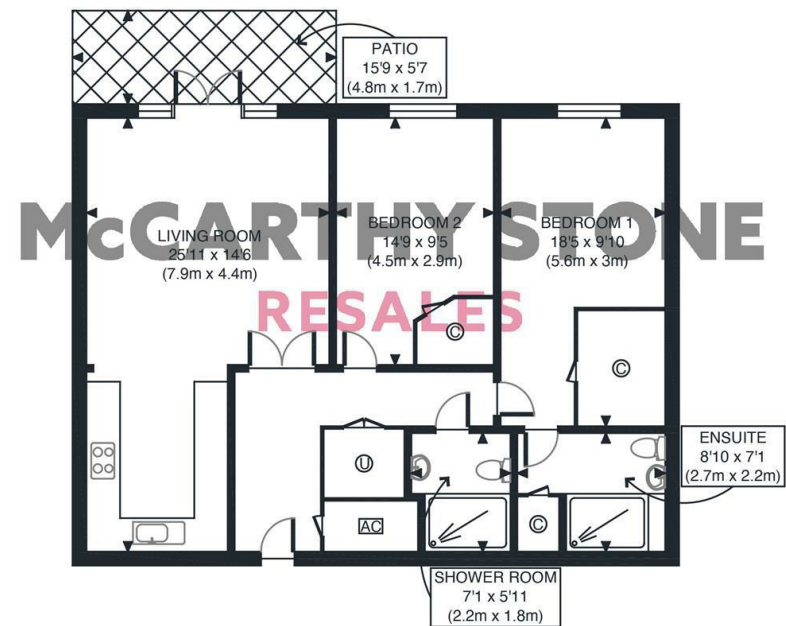 PATIO
15'9 x 5'7
(4.8m x 1.7m)
McCARTHY STONE
RESALES
LIVING ROOM
25'11 x 14'6
(7.9m x 4.4m)
BEDROOM 2
14'9 x 9'5
(4.5m x 2.9m)
BEDROOM 1
18'5 x 9'10
(5.6m x 3m)
C
C
U
AC
C
ENSUITE
8'10 x 7'1
(2.7m x 2.2m)
SHOWER ROOM
7'1 x 5'11
(2.2m x 1.8m)